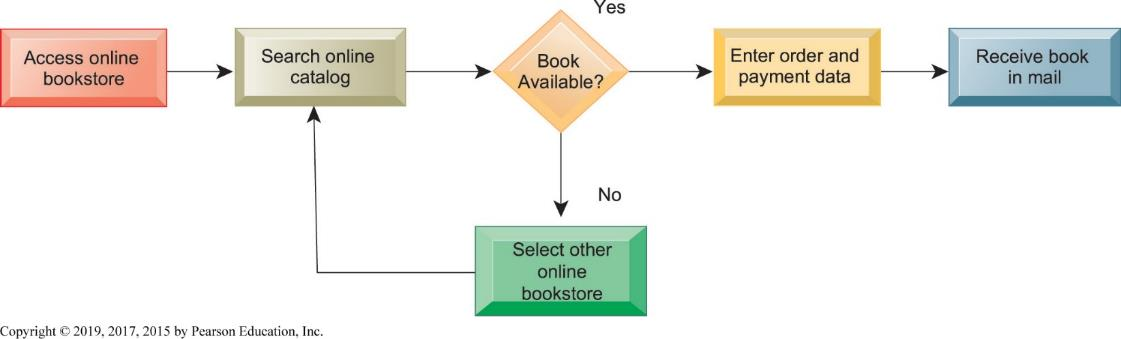 Yes
Access online
bookstore
Search online
catalog
Book
Available?
Enter order and
payment data
Receive book
in mail
No
Select other
online
bookstore
Copyright © 2019, 2017, 2015 by Pearson Education, Inc.